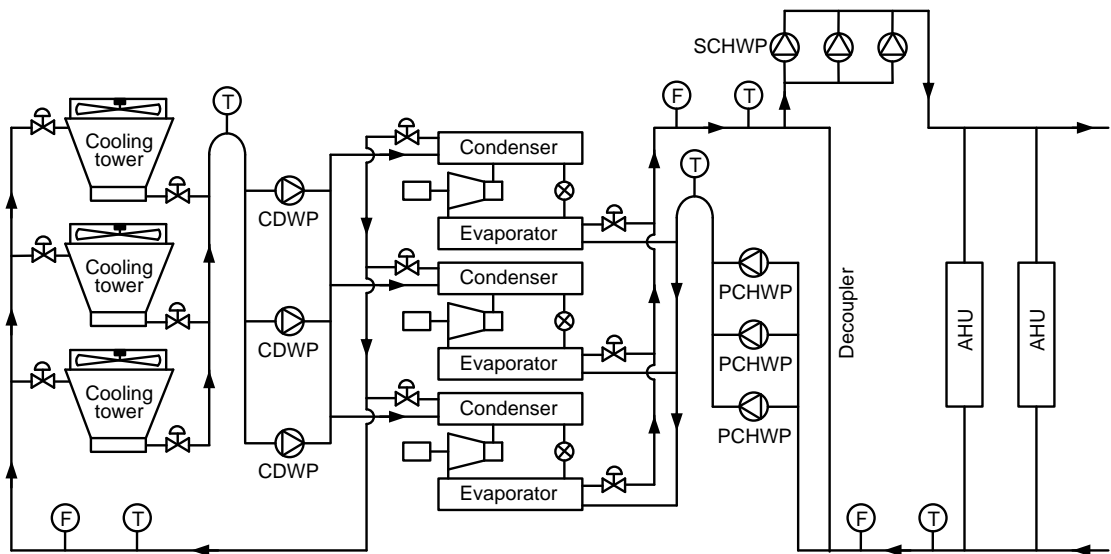 SCHWP
T
F
T
Cooling
tower
Condenser
T
CDWP
Evaporator
Cooling
tower
Condenser
PCHWP
CDWP
Evaporator
PCHWP
Decoupler
AHU
AHU
Cooling
tower
Condenser
PCHWP
CDWP
Evaporator
F
T
F
T